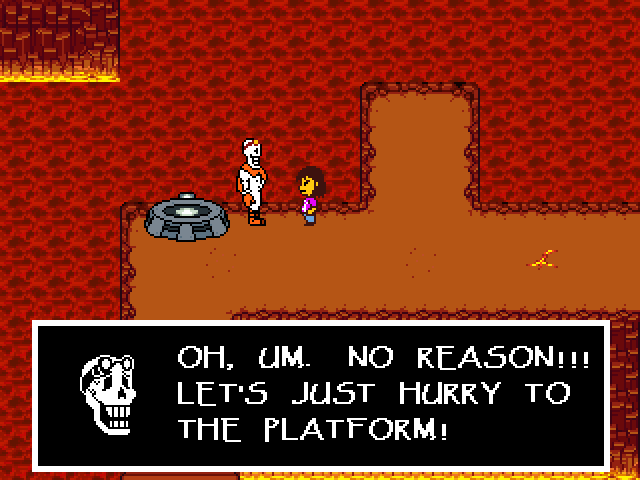 OH, UM. NO REASON!!!
LET'S JUST HURRY TO
THE PLATFORM!